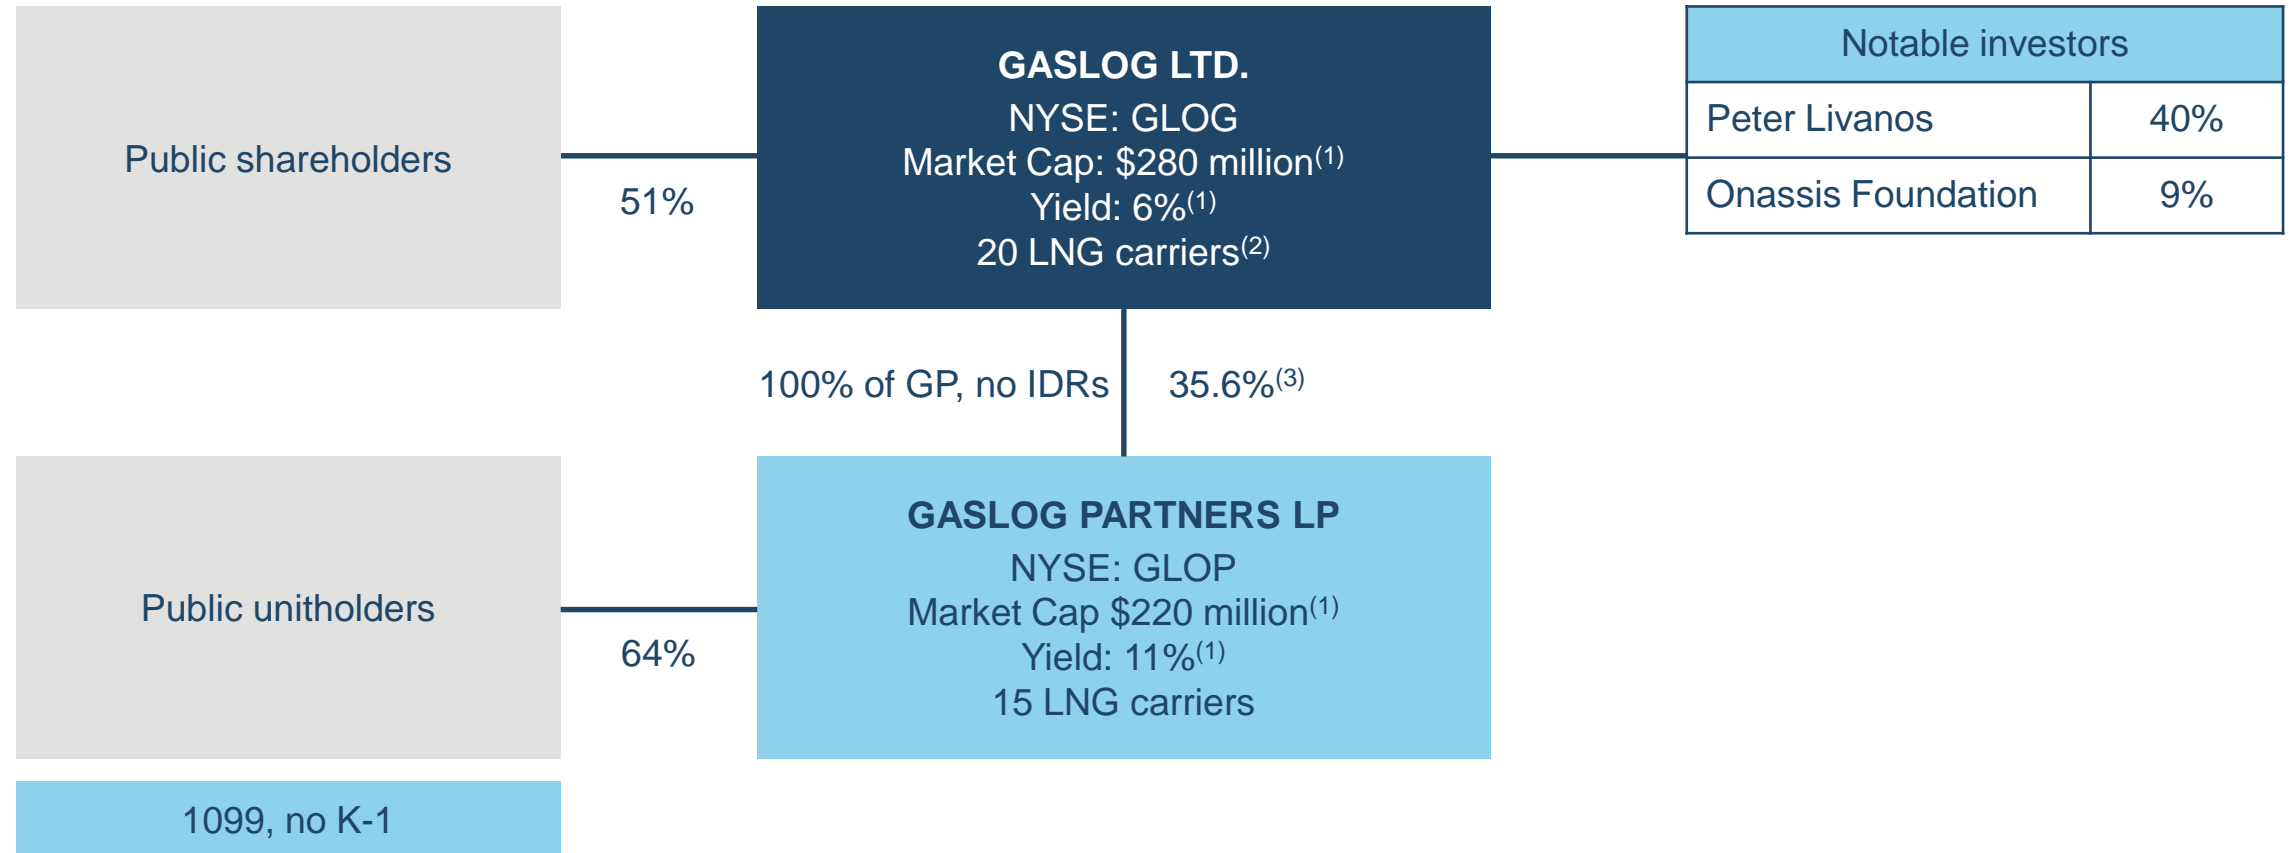 Public shareholders
51%
GASLOG LTD.
NYSE: GLOG
Market Cap: $280 million(1)
Yield: 6%(1)
20 LNG carriers(2)
Notable investors
Peter Livanos 40%
Onassis Foundation 9%
100% of GP, no IDRs 35.6%(3)
Public unitholders
64%
GASLOG PARTNERS LP
NYSE: GLOP
Market Cap $220 million(1)
Yield: 11%(1)
15 LNG carriers
1099, no K-1